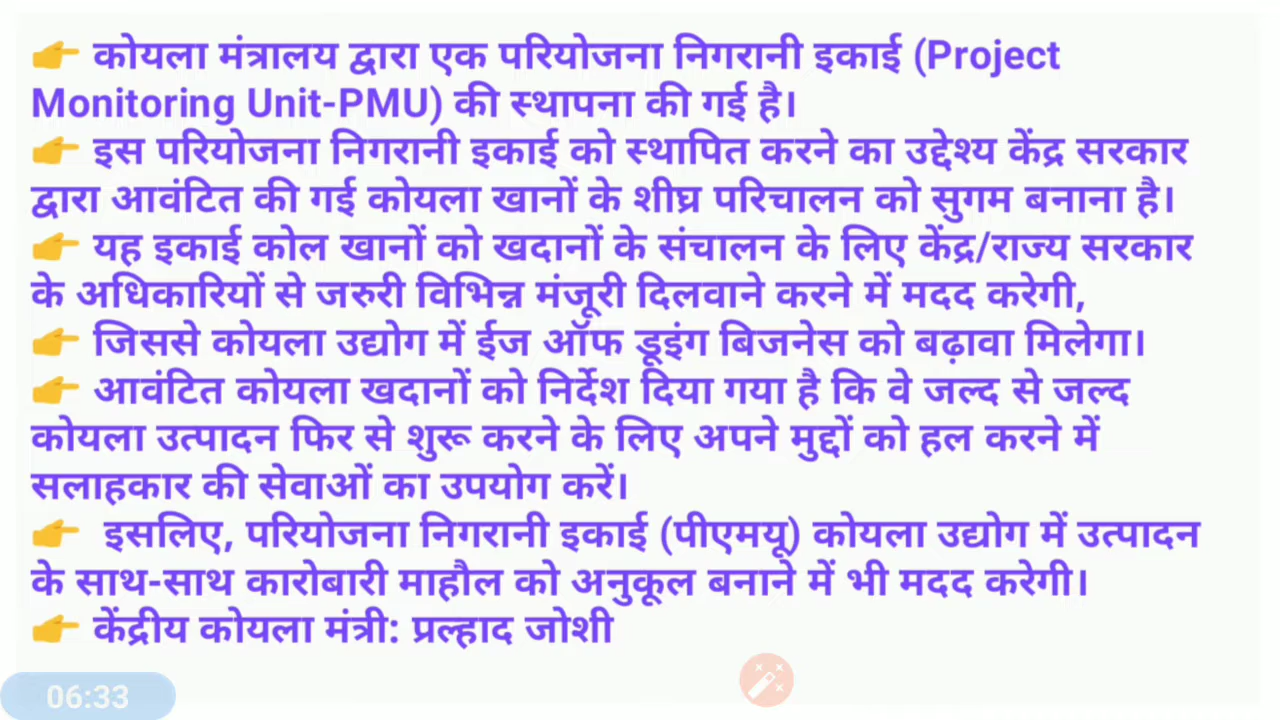 👉 कोयला मंत्रालय द्वारा एक परियोजना निगरानी इकाई (Project
Monitoring Unit-PMU) की स्थापना की गई है।
👉 इस परियोजना निगरानी इकाई को स्थापित करने का उद्देश्य केंद्र सरकार
द्वारा आवंटित की गई कोयला खानों के शीघ्र परिचालन को सुगम बनाना है।
👉 यह इकाई कोल खानों को खदानों के संचालन के लिए केंद्र/राज्य सरकार
के अधिकारियों से जरुरी विभिन्न मंजूरी दिलवाने करने में मदद करेगी,
👉 जिससे कोयला उद्योग में ईज ऑफ डूइंग बिजनेस को बढ़ावा मिलेगा।
👉 आवंटित कोयला खदानों को निर्देश दिया गया है कि वे जल्द से जल्द
कोयला उत्पादन फिर से शुरू करने के लिए अपने मुद्दों को हल करने में
सलाहकार की सेवाओं का उपयोग करें।
👉 इसलिए, परियोजना निगरानी इकाई (पीएमयू) कोयला उद्योग में उत्पादन
के साथ-साथ कारोबारी माहौल को अनुकूल बनाने में भी मदद करेगी।
👉 केंद्रीय कोयला मंत्री: प्रल्हाद जोशी
06:33